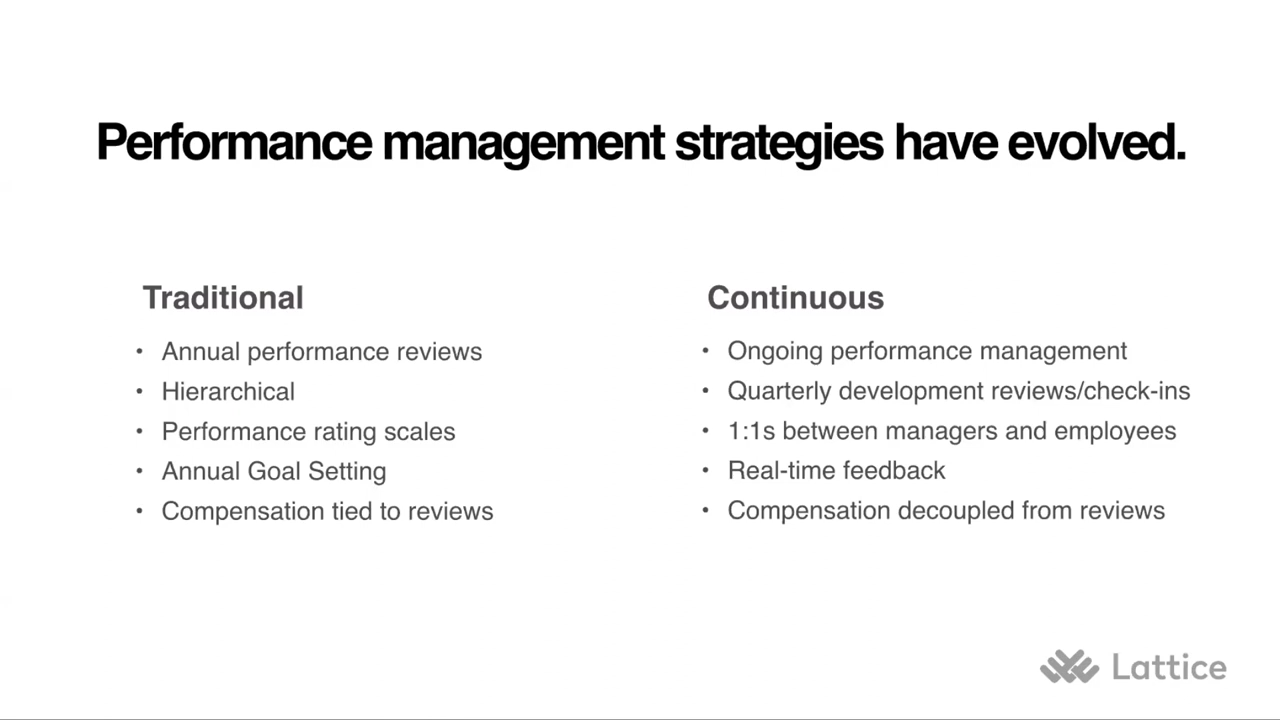 Performance management strategies have evolved.
Traditional
• Annual performance reviews
• Hierarchical
• Performance rating scales
• Annual Goal Setting
• Compensation tied to reviews
Continuous
• Ongoing performance management
• Quarterly development reviews/check-ins
• 1:1s between managers and employees
• Real-time feedback
• Compensation decoupled from reviews
Lattice